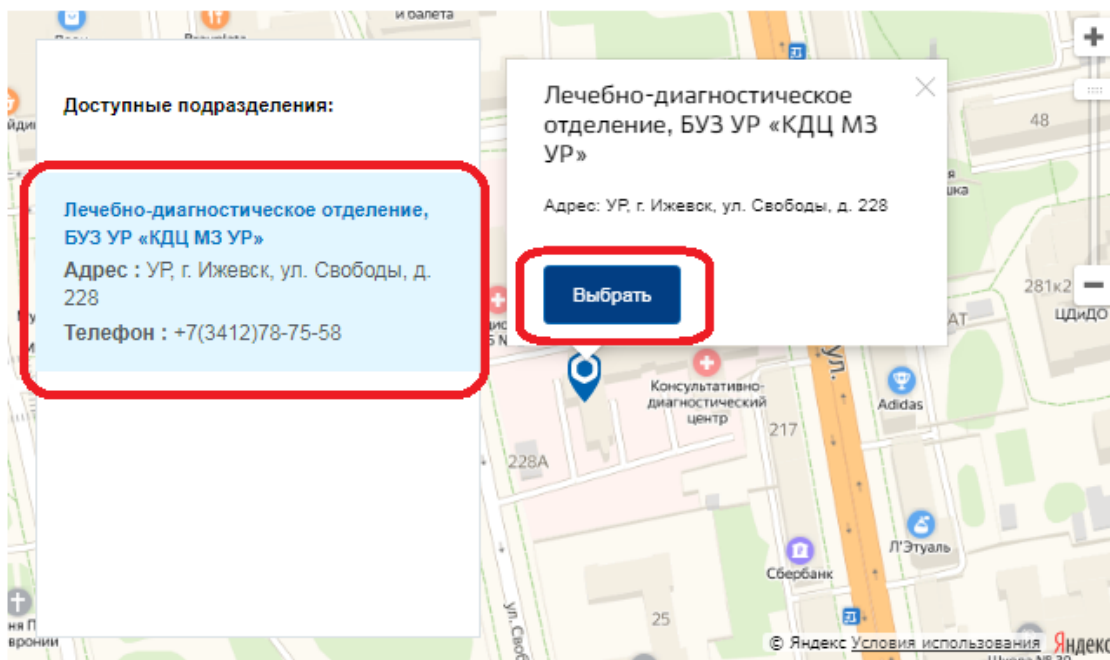 и балета
Доступные подразделения:
Лечебно-диагностическое отделение,
БУЗ УР «КДЦ МЗ УР»
Адрес : УР, г. Ижевск, ул. Свободы, д.
228
Телефон : +7(3412)78-75-58
Лечебно-диагностическое
отделение, БУЗ УР «КДЦ МЗ
УР»
Адрес: УР, г. Ижевск, ул. Свободы, д. 228
Выбрать
48
281к2
ЦДиДО
ул.
Консультативно-
диагностический
центр
Adidas
217
228А
Л'Этуаль
Сбербанк
25
© Яндекс Условия использования Яндекс